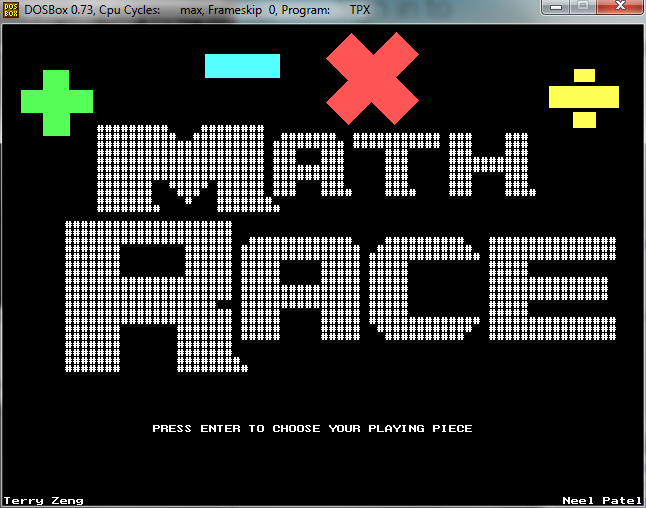 DOSBox 0.73, Cpu Cycles: max, Frameskip 0, Program: TPX
MATH
RACE
PRESS ENTER TO CHOOSE YOUR PLAYING PIECE
Terry Zeng
Neel Patel